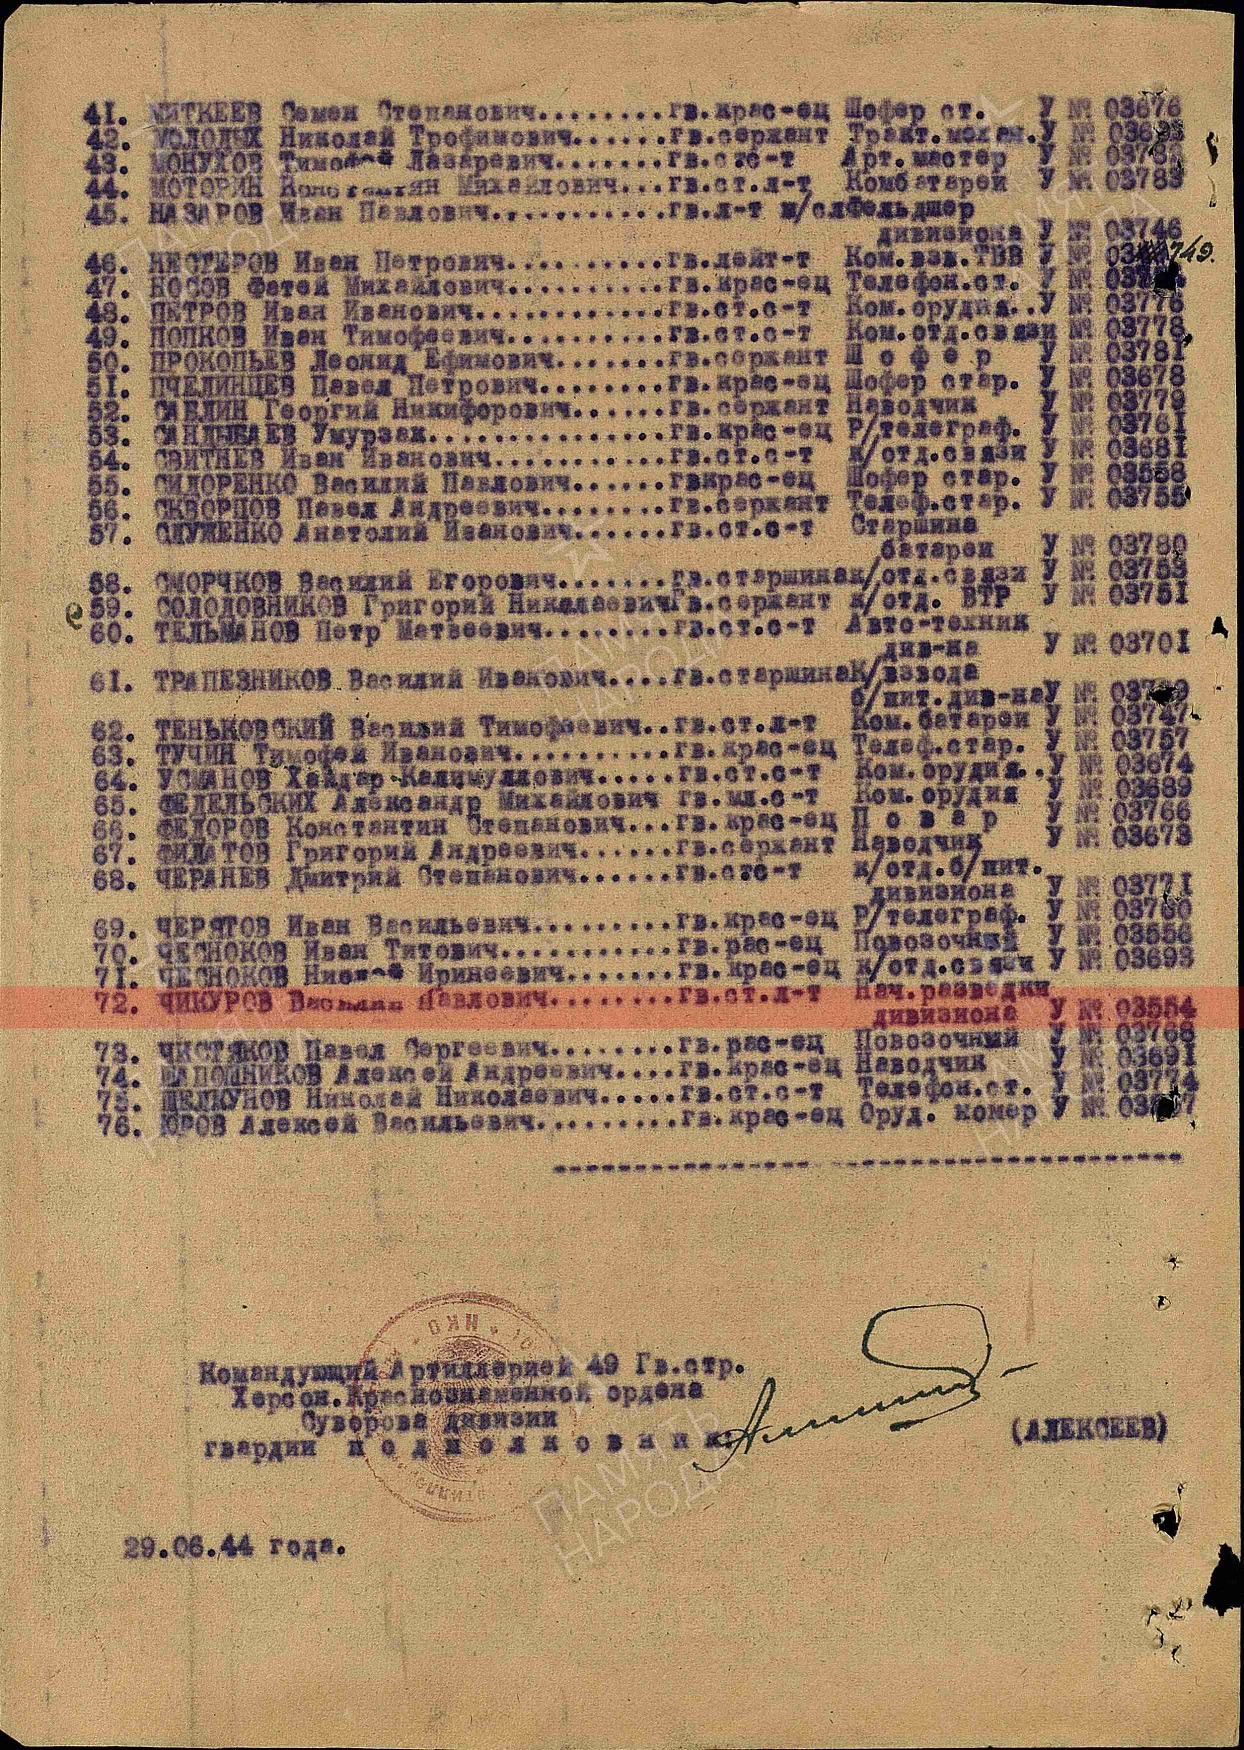 41. МИТКЕЕВ Семен Степанович........гв.крас-ец Шофер ст. У № 03676
42. МОЛОДЫХ Николай Трофимович......гв.сержант Тракт.механ.У №
43. МОНУХОВ Тимофей Лазаревич.......гв.стс-т Арт.мастер У №
44. МОТОРИН Константин Михайлович...гв.ст.л-т Комбатареи У № 03783
45. НАЗАРОВ Иван Павлович...........гв.л-т м/слФельдшер
дивизиона У № 03746
46. НЕСТЕРОВ Иван Петрович..........гв.лейт-т Ком.взв.ТВВ У № 03749.
47. НОСОВ Фатей Михайлович..........гв.крас-ец Телефон.ст. У №
48. ПЕТРОВ Иван Иванович............гв.ст.с-т Ком.орудия..У № 03776
49. ПОПКОВ Иван Тимофеевич..........гв.ст.с-т Ком.отд.связи № 03778
50. ПРОКОПЬЕВ Леонид Ефимович.......гв.сержант Ш о ф е р У № 03781
51. ПЧЕЛИНЦЕВ Павел Петрович........гв.крас-ец Шофер стар. У № 03678
52. САБЛИН Георгий Никифорович......гв.сержант Наводчик У № 03779
53. САНДЫБАЕВ Умурзак...............гв.крас-ец Р/телеграф. У № 03761
54. СВИТНЕВ Иван Иванович...........гв.ст.с-т к/отд.связи У № 03681
55. СИДОРЕНКО Василий Павлович......гвкрас-ец Шофер стар. У № 03558
56. СКВОРЦОВ Павел Андреевич........гв.сержант Телеф.стар. У № 03755
57. СЛУЖЕНКО Анатолий Иванович......гв.ст.с-т Старшина
батареи У № 03780
58. СМОРЧКОВ Василий Егорович.......гв.старшинак/отд.связи У № 03753
59. СОЛОДОВНИКОВ Григорий НиколаевичГв.сержант к/отд. ВТР У № 03751
60. ТЕЛЬМАНОВ Петр Матвеевич........гв.ст.с-т Авто-техник
див-на У № 03701
61. ТРАПЕЗНИКОВ Василий Иванович....гв.старшинаК/взвода
б/пит.див-наУ №
62. ТЕНЬКОВСКИЙ Василий Тимофеевич..гв.ст.л-т Ком.батареи У № 03747
63. ТУЧИН Тимофей Иванович..........гв.крас-ец Телеф.стар. У № 03757
64. УСМАНОВ Хайдар Калимуллович.....гв.ст.с-т Ком.орудия..У № 03674
65. ФЕДЕЛЬСКИХ Александр Михайлович гв.мл.с-т Ком.орудия У № 03689
66. ФЕДОРОВ Константин Степанович...гв.крас-ец П о в а р У № 03766
67. ФИЛАТОВ Григорий Андреевич......гв.сержант Наводчик У № 03673
68. ЧЕРАНЕВ Дмитрий Степанович......гв.стс-т к/отд.б/пит.
дивизиона У № 03771
69. ЧЕРЯТОВ Иван Васильевич.........гв.крас-ец Р/телеграф. У № 03760
70. ЧЕСНОКОВ Иван Титович...........гв.рас-ец Повозочный У № 03556
71. ЧЕСНОКОВ Иринеевич.......гв.крас-ец к/отд.связи У № 03693
72. ЧИКУРОВ Василий Павлович........гв.ст.л-т Нач.разведки
дивизиона У № 03554
73. ЧИСТЯКОВ Павел Сергеевич........гв.рас-ец Повозочный У № 03768
74. ШАПОШНИКОВ Алексей Андреевич....гв.крас-ец Наводчик У № 03691
75. ШЕЛКУНОВ Николай Николаевич.....гв.ст.с-т Телефон.ст. У № 03774
76. ЮРОВ Алексей Васильевич.........гв.крас-ец Оруд. номер У №
Командующий Артиллерией 49 Гв.стр.
Херсон.Краснознаменной ордена
Суворова дивизии
гвардии п о д п о л к о в н и к
(АЛЕКСЕЕВ)
29.06.44 года.
ПАМЯТЬ НАРОДА